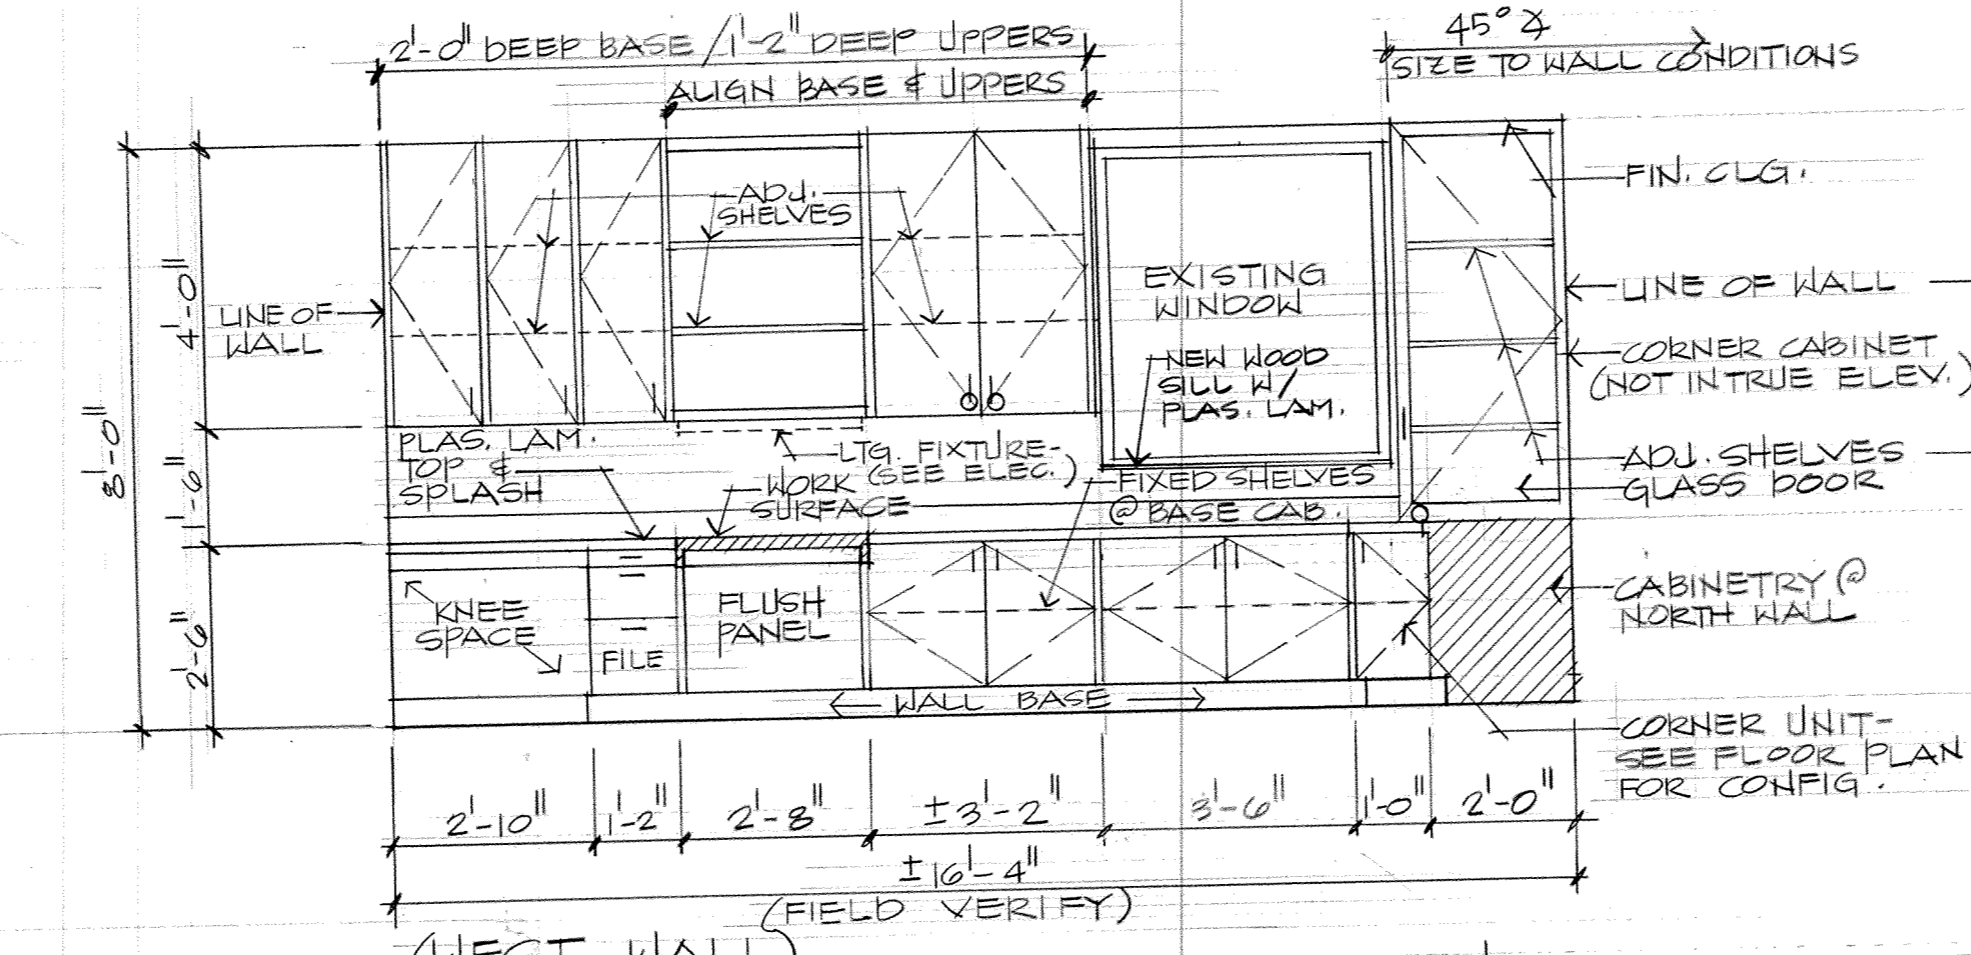 2'-0" DEEP BASE / 1'-2" DEEP UPPERS
ALIGN BASE & UPPERS
45° ∡
SIZE TO WALL CONDITIONS
8'-0"
4'-0"
1'-6"
2'-6"
LINE OF
WALL
ADJ.
SHELVES
EXISTING
WINDOW
NEW WOOD
SILL W/
PLAS. LAM.
FIN. CLG.
LINE OF WALL
CORNER CABINET
(NOT IN TRUE ELEV.)
ADJ. SHELVES
GLASS DOOR
PLAS. LAM.
TOP &
SPLASH
LTG. FIXTURE-
(SEE ELEC.)
WORK
SURFACE
FIXED SHELVES
@ BASE CAB.
KNEE
SPACE
FILE
FLUSH
PANEL
WALL BASE
CABINETRY @
NORTH WALL
CORNER UNIT-
SEE FLOOR PLAN
FOR CONFIG.
2'-10" 1'-2" 2'-8" ±3'-2" 3'-6" 1'-0" 2'-0"
±16'-4"
(FIELD VERIFY)
(WEST WALL)